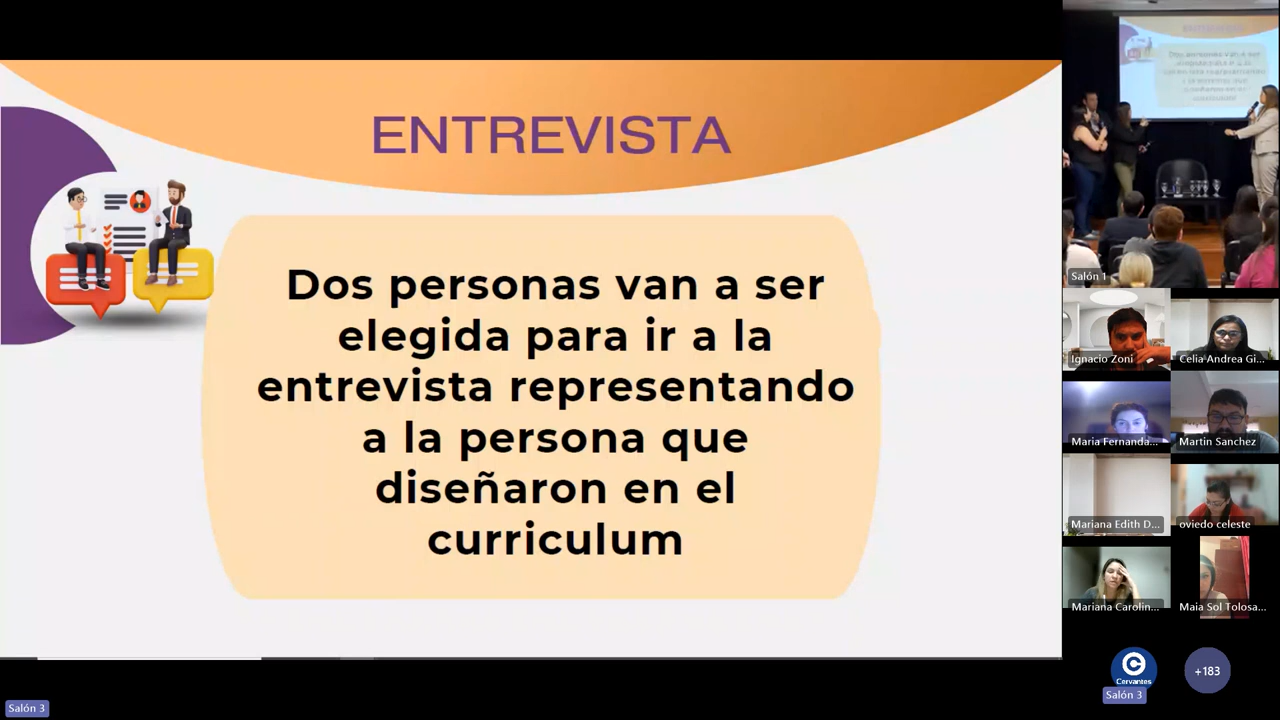 ENTREVISTA
Dos personas van a ser
elegida para ir a la
entrevista representando
a la persona que
diseñaron en el
curriculum
Salón 1
Ignacio Zoni
Celia Andrea Gi...
Maria Fernanda...
Martin Sanchez
Mariana Edith D...
oviedo celeste
Mariana Carolin...
Maia Sol Tolosa...
Cervantes
+183
Salón 3
Salón 3